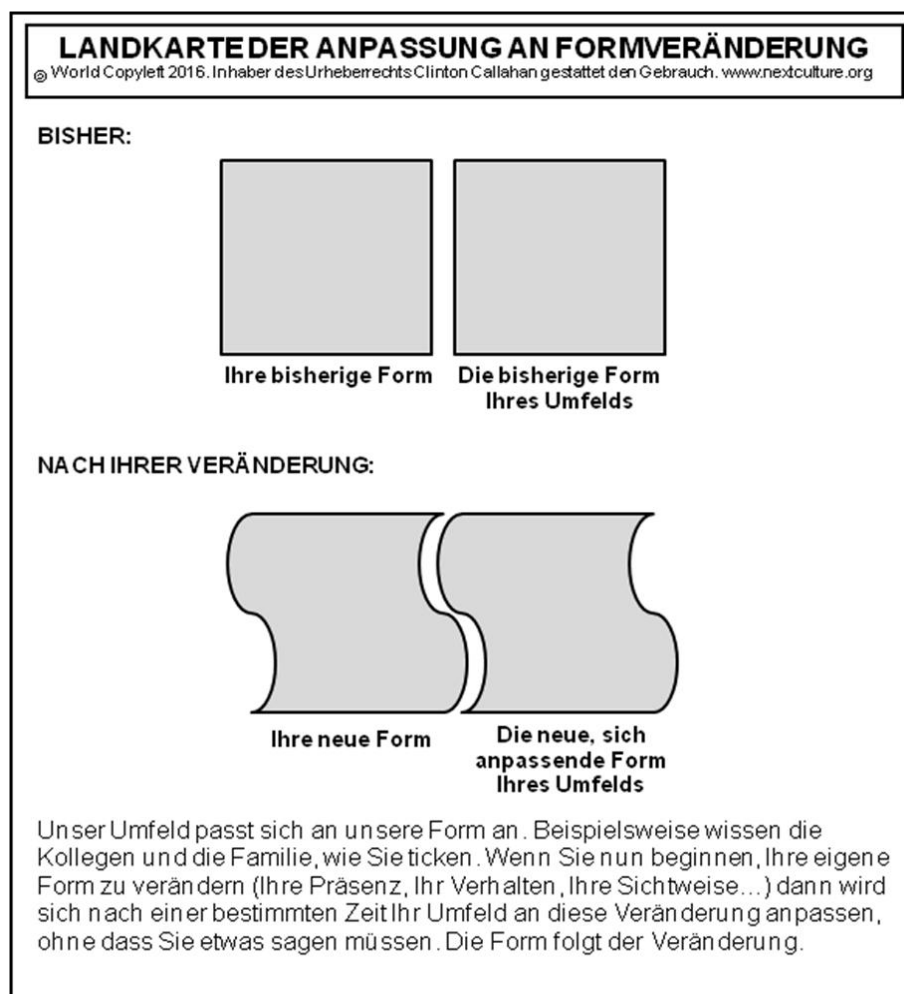 LANDKARTE DER ANPASSUNG AN FORMVERÄNDERUNG
© World Copyleft 2016. Inhaber des Urheberrechts Clinton Callahan gestattet den Gebrauch. www.nextculture.org
BISHER:
Ihre bisherige Form
Die bisherige Form
Ihres Umfelds
NACH IHRER VERÄNDERUNG:
Ihre neue Form
Die neue, sich
anpassende Form
Ihres Umfelds
Unser Umfeld passt sich an unsere Form an. Beispielsweise wissen die
Kollegen und die Familie, wie Sie ticken. Wenn Sie nun beginnen, Ihre eigene
Form zu verändern (Ihre Präsenz, Ihr Verhalten, Ihre Sichtweise...) dann wird
sich nach einer bestimmten Zeit Ihr Umfeld an diese Veränderung anpassen,
ohne dass Sie etwas sagen müssen. Die Form folgt der Veränderung.